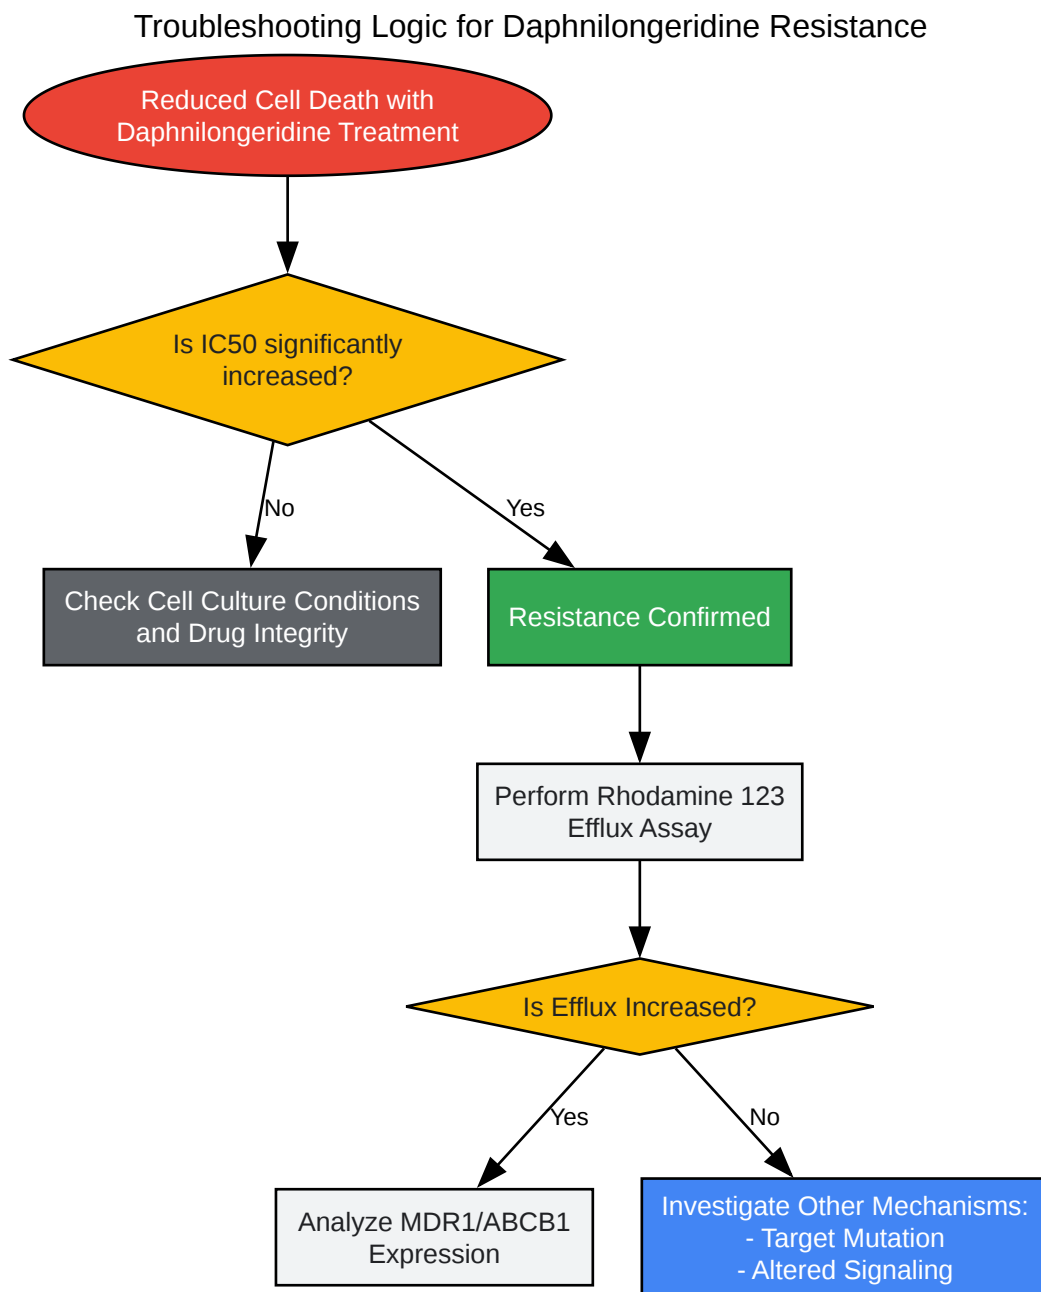 Troubleshooting Logic for Daphnilongeridine Resistance
Reduced Cell Death with
Daphnilongeridine Treatment
Is IC50 significantly
increased?
No
Yes
Check Cell Culture Conditions
and Drug Integrity
Resistance Confirmed
Perform Rhodamine 123
Efflux Assay
Is Efflux Increased?
Yes
No
Analyze MDR1/ABCB1
Expression
Investigate Other Mechanisms:
- Target Mutation
- Altered Signaling